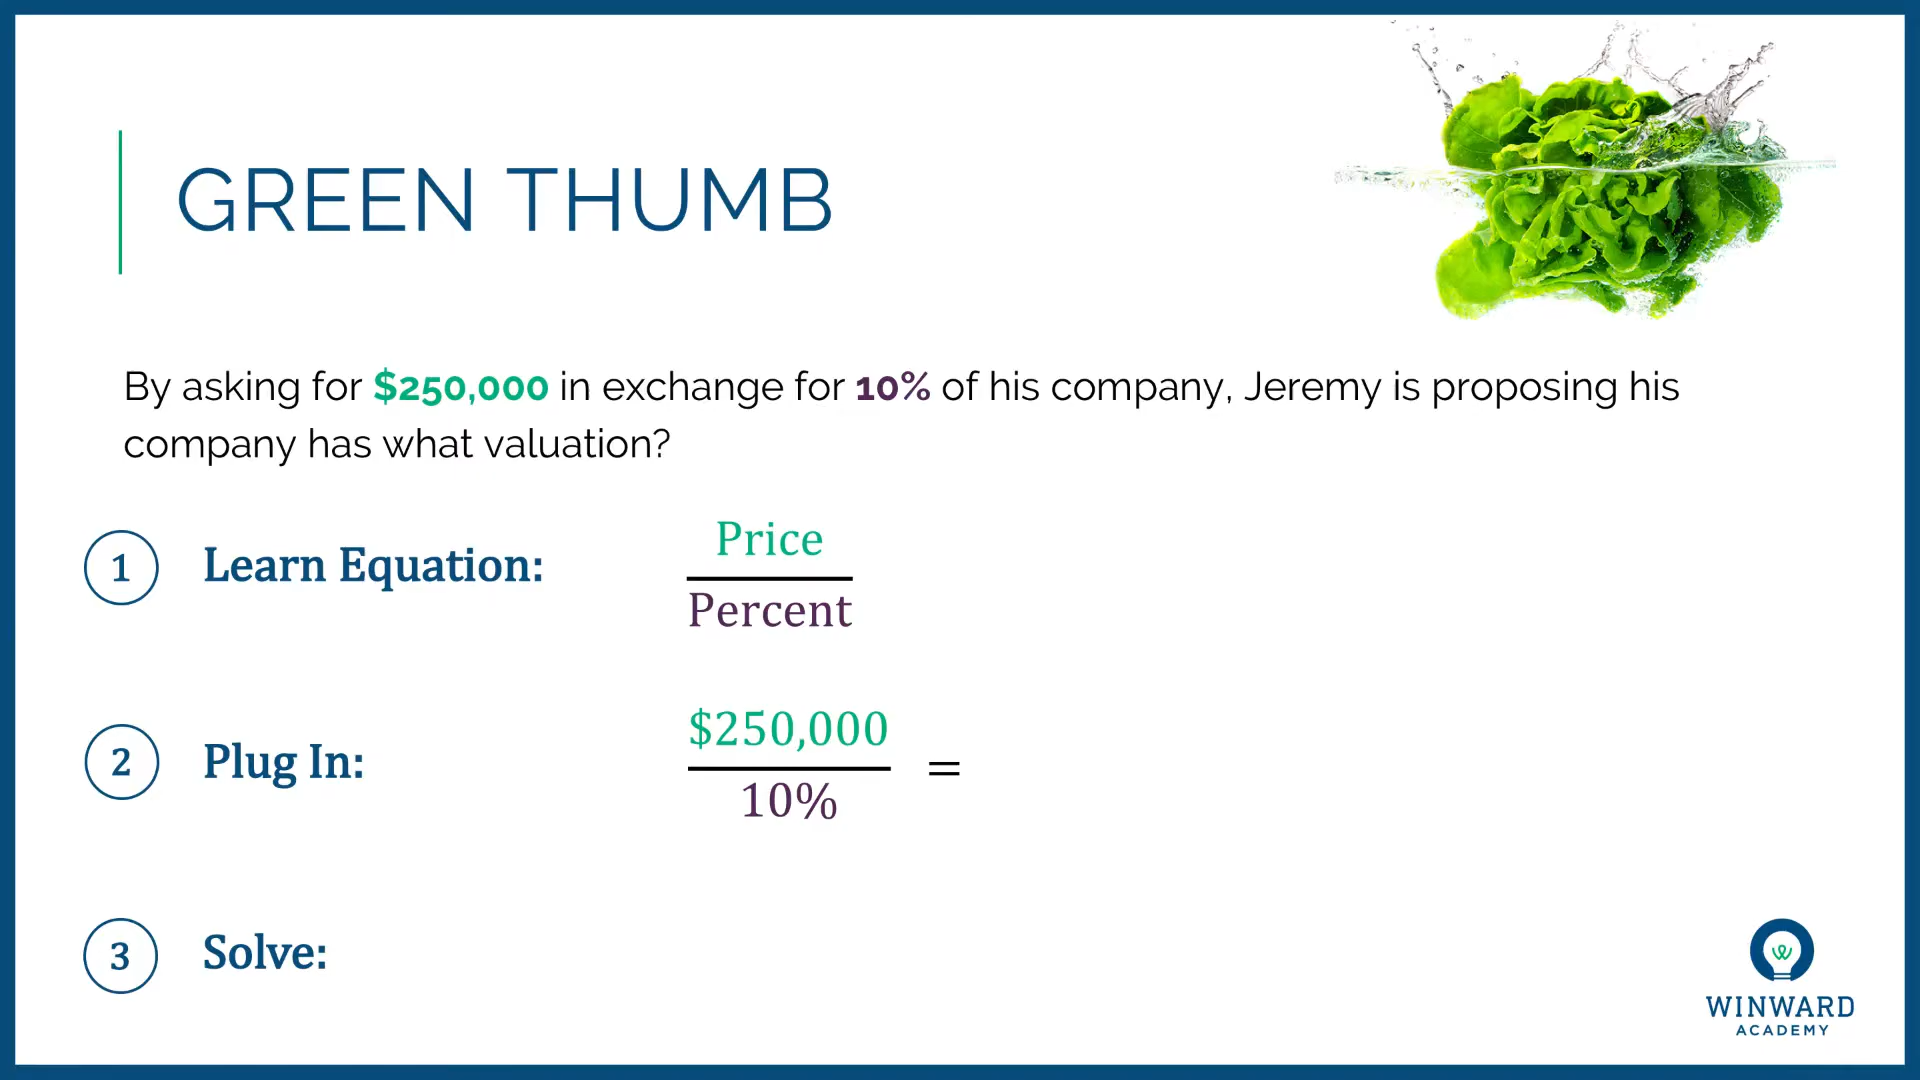 GREEN THUMB
By asking for $250,000 in exchange for 10% of his company, Jeremy is proposing his
company has what valuation?
1 Learn Equation:
Price
Percent
2 Plug In:
$250,000
10%
=
3 Solve:
WINWARD
ACADEMY